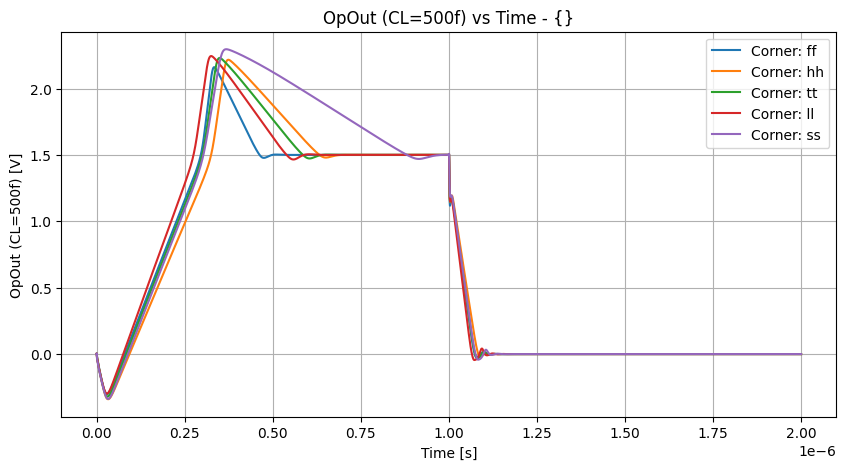 OpOut (CL=500f) vs Time - {}
OpOut (CL=500f) [V]
2.0
1.5
1.0
0.5
0.0
Corner: ff
Corner: hh
Corner: tt
Corner: ll
Corner: ss
0.00 0.25 0.50 0.75 1.00 1.25 1.50 1.75 2.00
1e−6
Time [s]